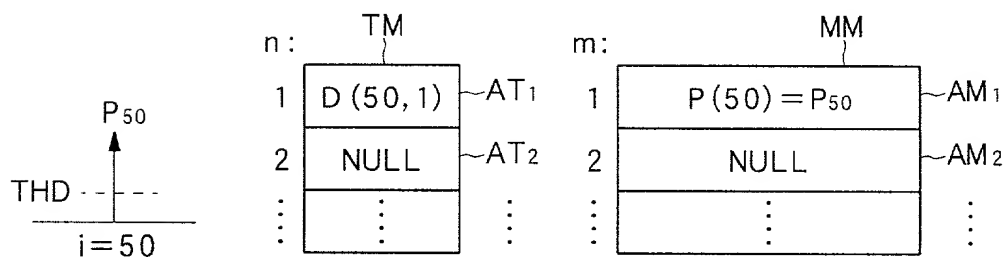 TM
MM
n:
m:
1 D(50,1) AT1
1 P(50)=P50 AM1
P50
2 NULL AT2
2 NULL AM2
THD
i=50